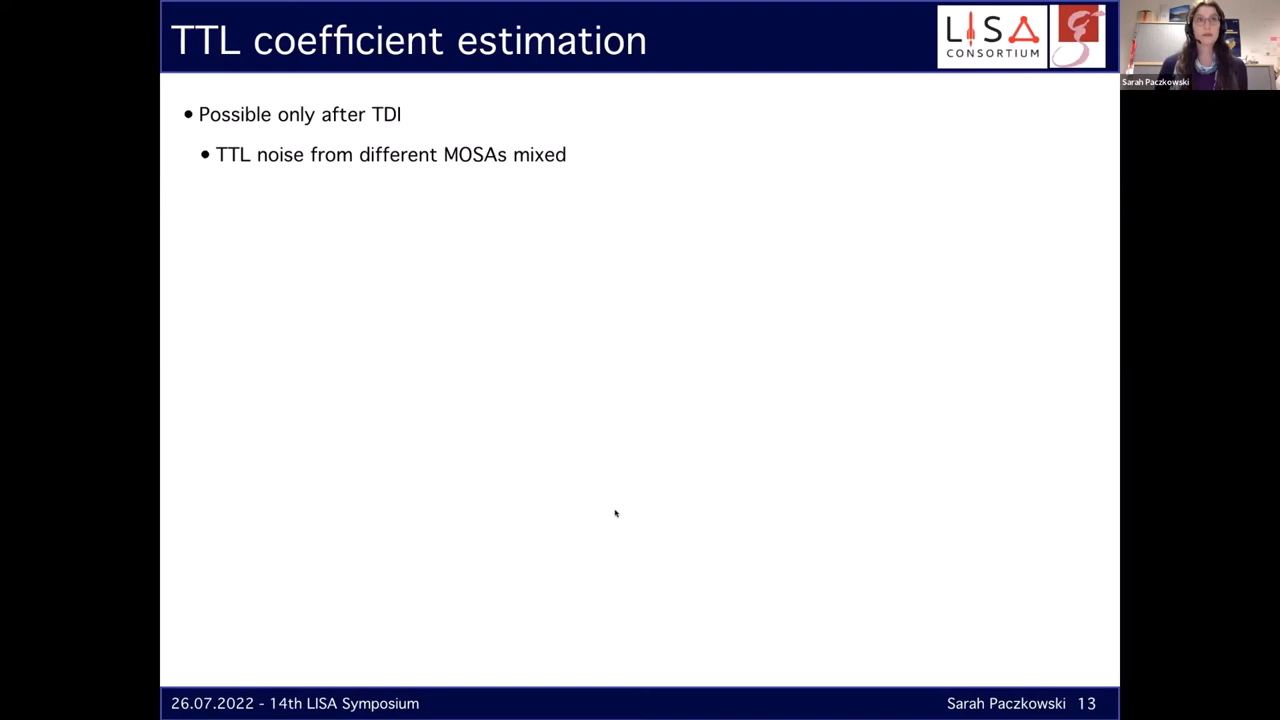 TTL coefficient estimation
LISA
CONSORTIUM
Sarah Paczkowski
• Possible only after TDI
• TTL noise from different MOSAs mixed
26.07.2022 - 14th LISA Symposium
Sarah Paczkowski 13